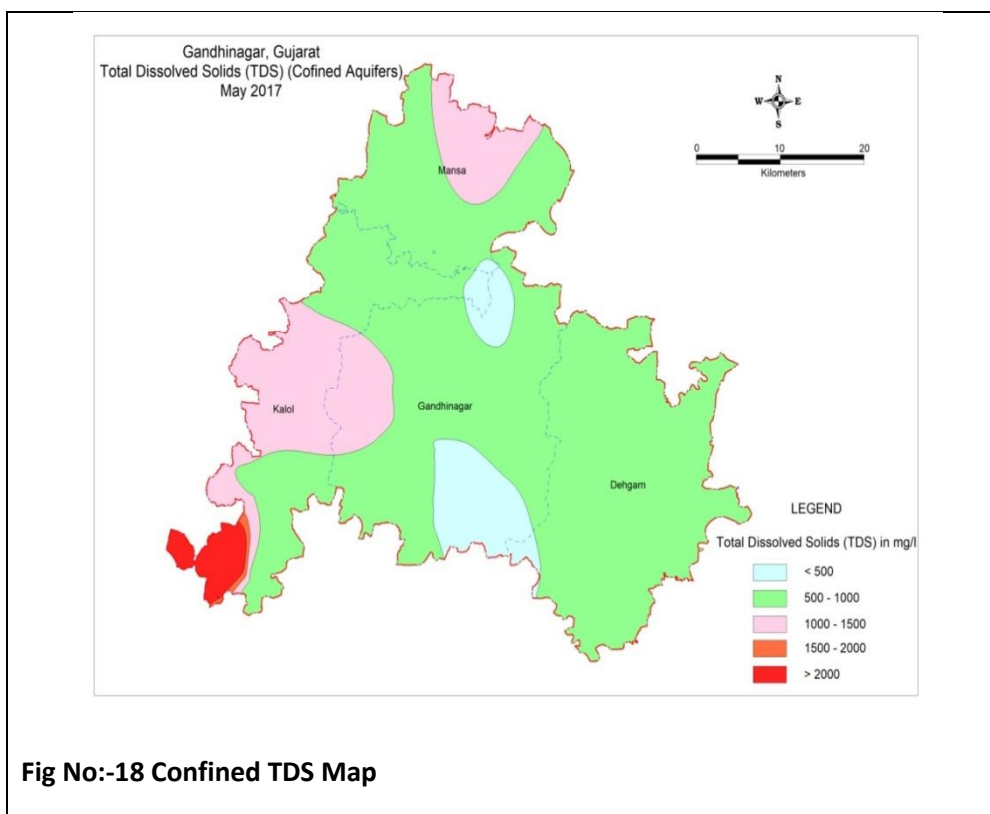 Gandhinagar, Gujarat
Total Dissolved Solids (TDS) (Cofined Aquifers)
May 2017
N
W E
S
0 10 20
Kilometers
Mansa
Kalol
Gandhinagar
Dehgam
LEGEND
Total Dissolved Solids (TDS) in mg/l
< 500
500 - 1000
1000 - 1500
1500 - 2000
> 2000
Fig No:-18 Confined TDS Map